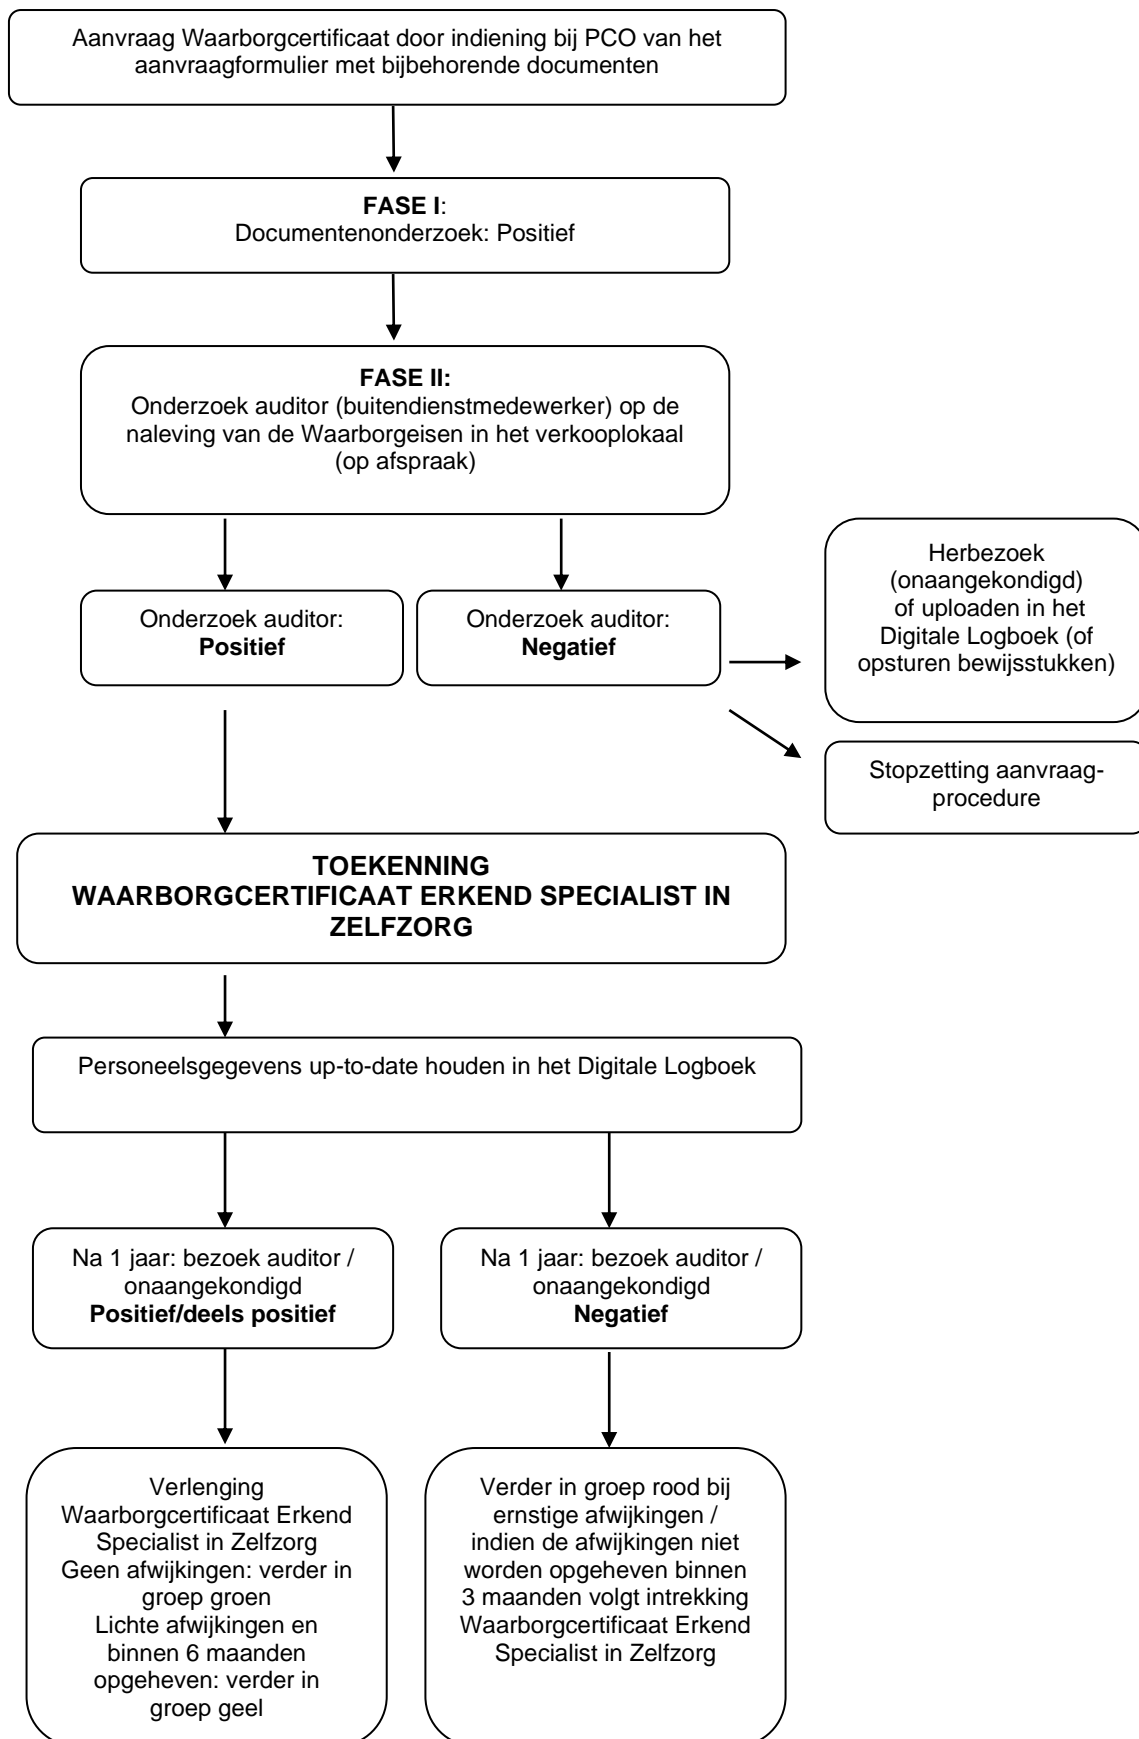 Aanvraag Waarborgcertificaat door indiening bij PCO van het
aanvraagformulier met bijbehorende documenten
FASE I:
Documentenonderzoek: Positief
FASE II:
Onderzoek auditor (buitendienstmedewerker) op de
naleving van de Waarborgeisen in het verkooplokaal
(op afspraak)
Onderzoek auditor:
Positief
Onderzoek auditor:
Negatief
Herbezoek
(onaangekondigd)
of uploaden in het
Digitale Logboek (of
opsturen bewijsstukken)
Stopzetting aanvraag-
procedure
TOEKENNING
WAARBORGCERTIFICAAT ERKEND SPECIALIST IN
ZELFZORG
Personeelsgegevens up-to-date houden in het Digitale Logboek
Na 1 jaar: bezoek auditor /
onaangekondigd
Positief/deels positief
Na 1 jaar: bezoek auditor /
onaangekondigd
Negatief
Verlenging
Waarborgcertificaat Erkend
Specialist in Zelfzorg
Geen afwijkingen: verder in
groep groen
Lichte afwijkingen en
binnen 6 maanden
opgeheven: verder in
groep geel
Verder in groep rood bij
ernstige afwijkingen /
indien de afwijkingen niet
worden opgeheven binnen
3 maanden volgt intrekking
Waarborgcertificaat Erkend
Specialist in Zelfzorg